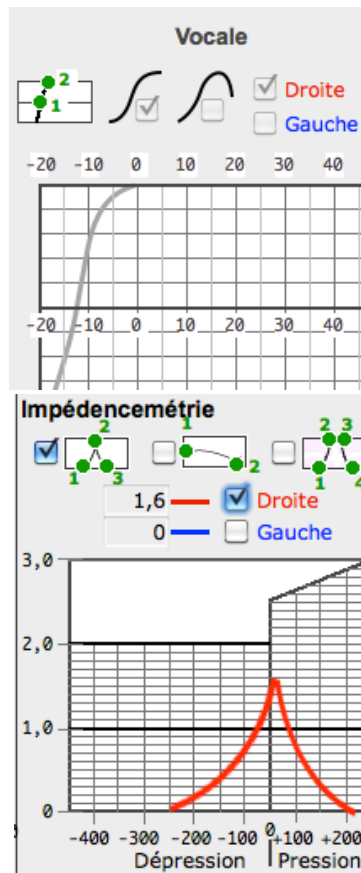 Vocale
2
1
Droite
Gauche
-20 -10 0 10 20 30 40
-20 -10 0 10 20 30 40
Impédencemétrie
2 1 2 3
1 3 2 1 4
1,6 Droite
0 Gauche
3,0
2,0
1,0
0
-400 -300 -200 -100 0 +100 +200
Dépression Pression